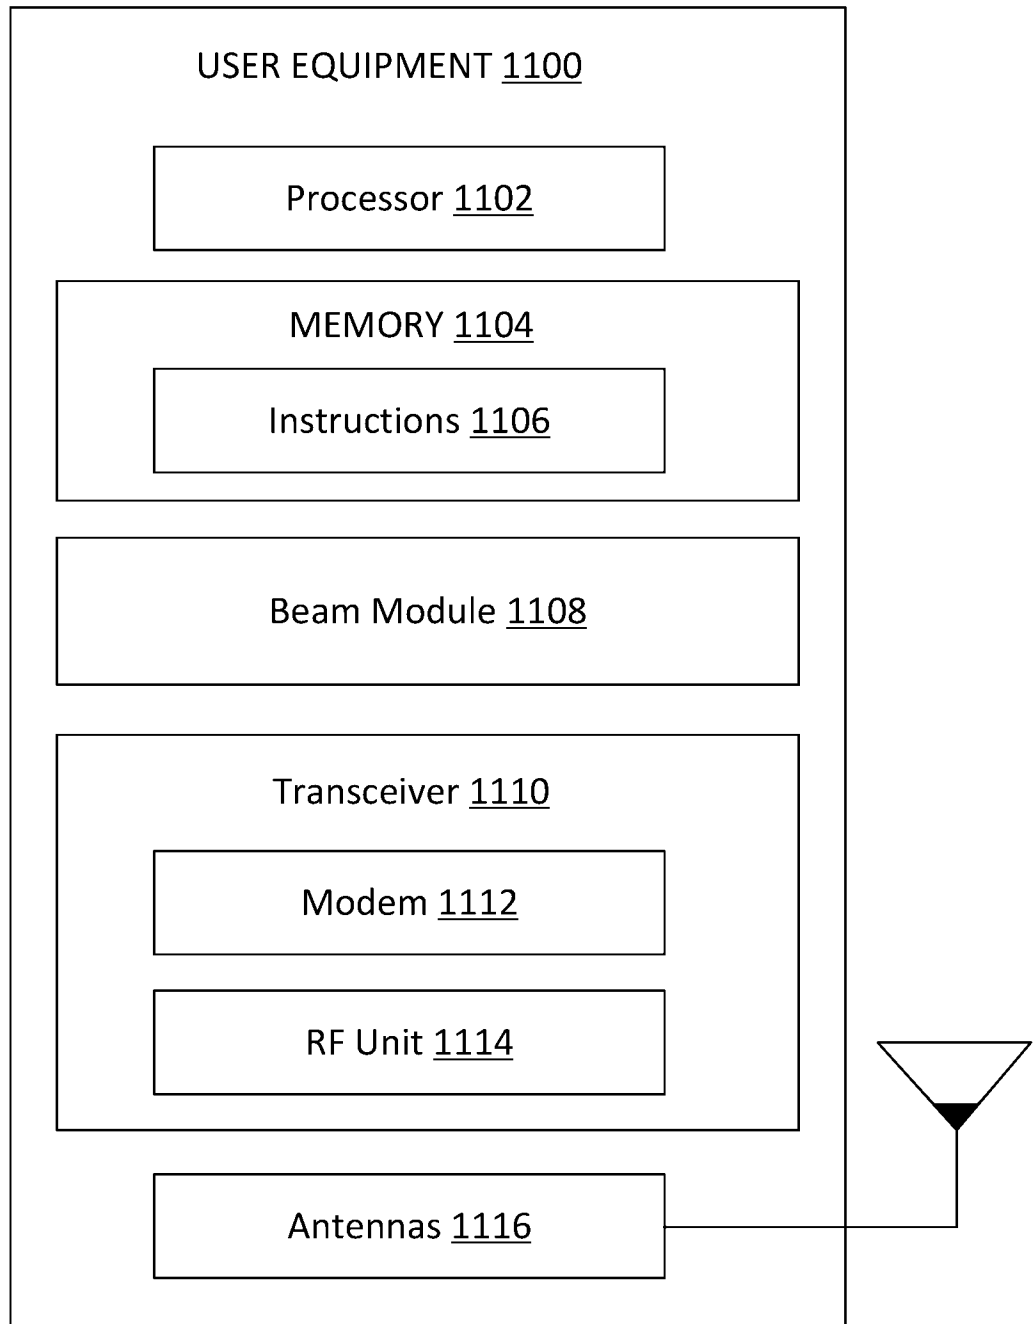 USER EQUIPMENT 1100
Processor 1102
MEMORY 1104
Instructions 1106
Beam Module 1108
Transceiver 1110
Modem 1112
RF Unit 1114
Antennas 1116